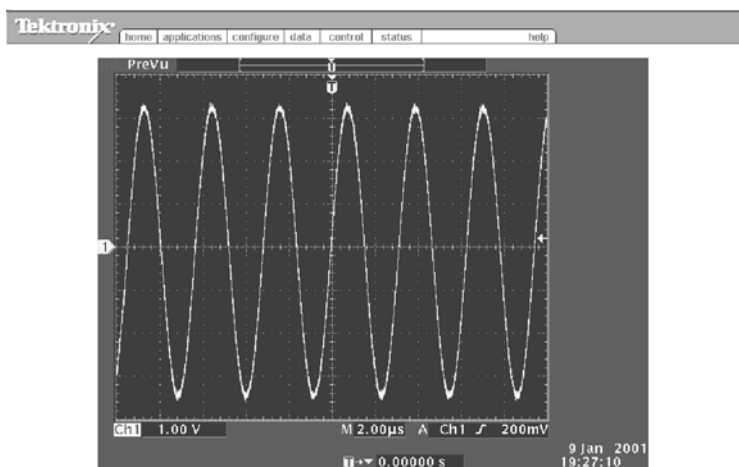 Tektronix
home applications configure data control status help
Tek PreVu
T
T
1
Ch1 1.00 V M 2.00µs A Ch1 200mV
T 0.00000 s
9 Jan 2001
19:27:10